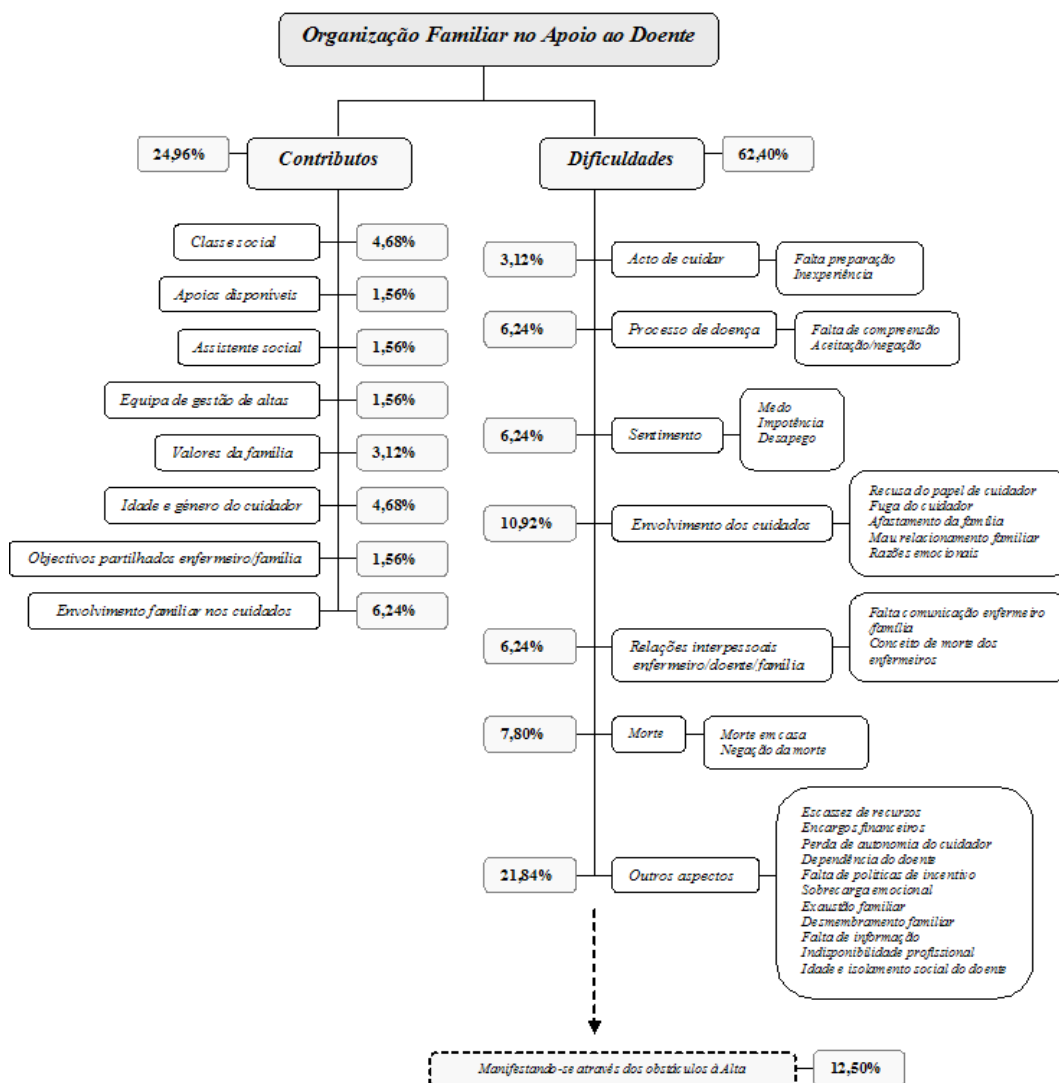 Organização Familiar no Apoio ao Doente
24,96%
Contributos
Dificuldades
62,40%
Classe social
4,68%
Apoios disponíveis
1,56%
Assistente social
1,56%
Equipa de gestão de altas
1,56%
Valores da família
3,12%
Idade e género do cuidador
4,68%
Objectivos partilhados enfermeiro/família
1,56%
Envolvimento familiar nos cuidados
6,24%
3,12%
Acto de cuidar
Falta preparação
Inexperiência
6,24%
Processo de doença
Falta de compreensão
Aceitação/negação
6,24%
Sentimento
Medo
Impotência
Desapego
10,92%
Envolvimento dos cuidados
Recusa do papel de cuidador
Fuga do cuidador
Afastamento da família
Mau relacionamento familiar
Razões emocionais
6,24%
Relações interpessoais
enfermeiro/doente/família
Falta comunicação enfermeiro
/família
Conceito de morte dos
enfermeiros
7,80%
Morte
Morte em casa
Negação da morte
21,84%
Outros aspectos
Escassez de recursos
Encargos financeiros
Perda de autonomia do cuidador
Dependência do doente
Falta de políticas de incentivo
Sobrecarga emocional
Exaustão familiar
Desmembramento familiar
Falta de informação
Indisponibilidade profissional
Idade e isolamento social do doente
Manifestando-se através dos obstáculos à Alta
12,50%